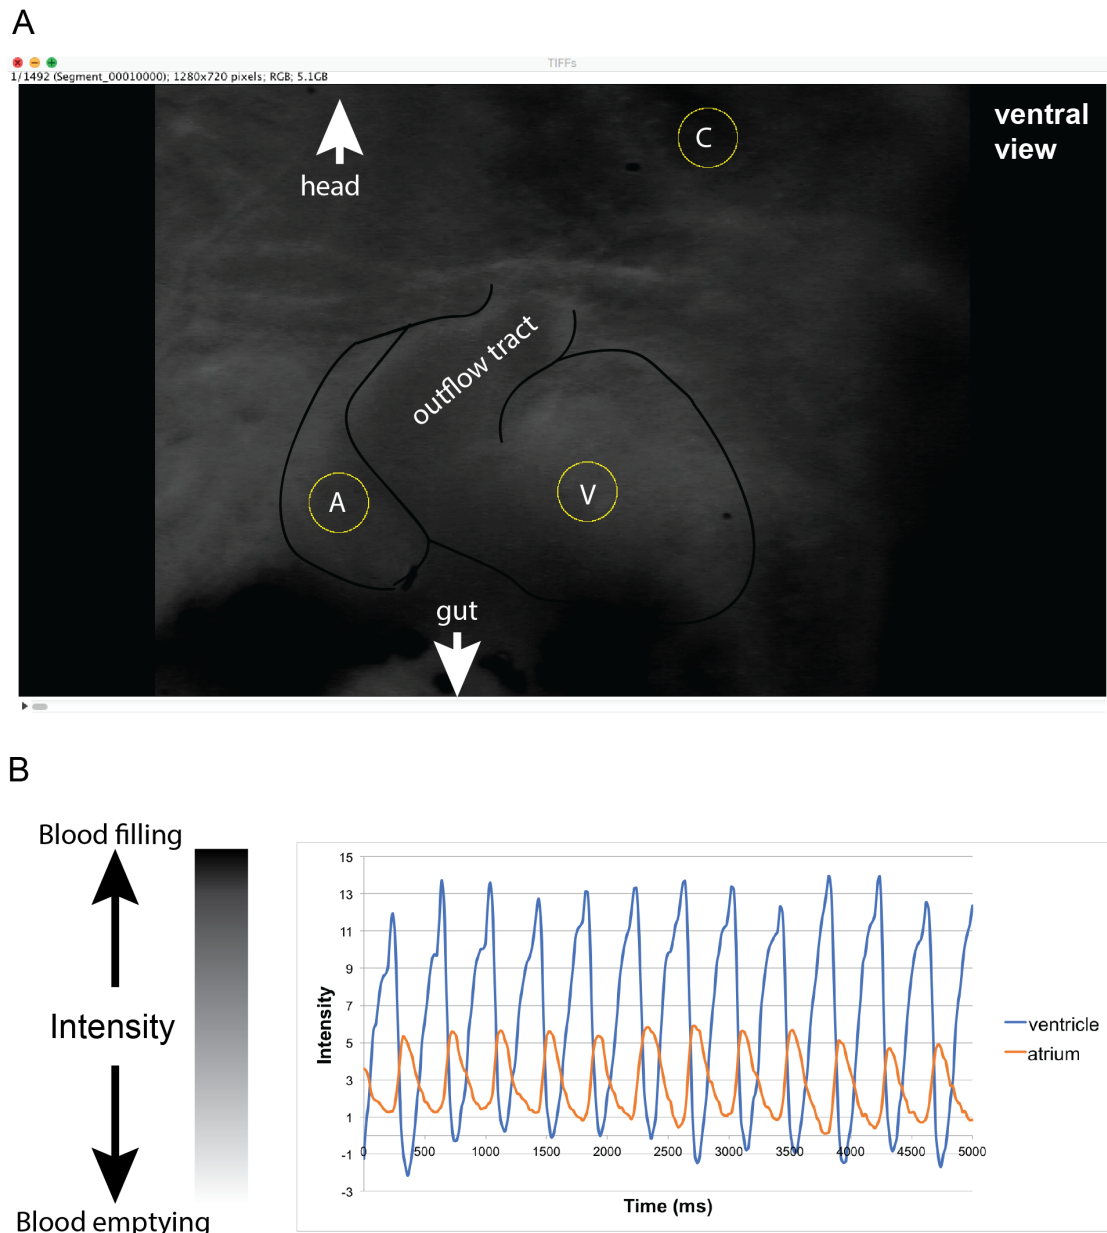 A
TIFFs
1/1492 (Segment_00010000); 1280x720 pixels; RGB; 5.1GB
head
C
ventral
view
outflow tract
A
V
gut
B
Blood filling
Intensity
Blood emptying
15
13
11
9
7
5
3
1
-1
-3
Intensity
0
500
1000
1500
2000
2500
3000
3500
4000
4500
5000
Time (ms)
ventricle
atrium